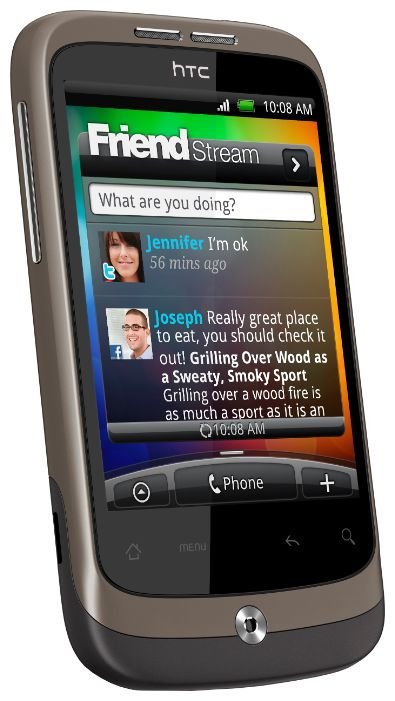 hTC
10:08 AM
Friend Stream
What are you doing?
Jennifer I'm ok
56 mins ago
Joseph Really great place
to eat, you should check it
out! Grilling Over Wood as
a Sweaty, Smoky Sport
Grilling over a wood fire is
as much a sport as it is an
10:08 AM
Phone
MENU